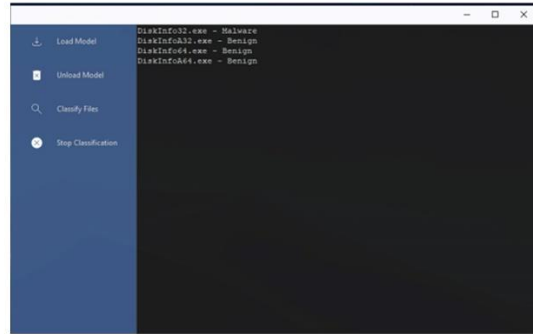 Load Model
Unload Model
Classify Files
Stop Classification
DiskInfo32.exe - Malware
DiskInfoA32.exe - Benign
DiskInfo64.exe - Benign
DiskInfoA64.exe - Benign